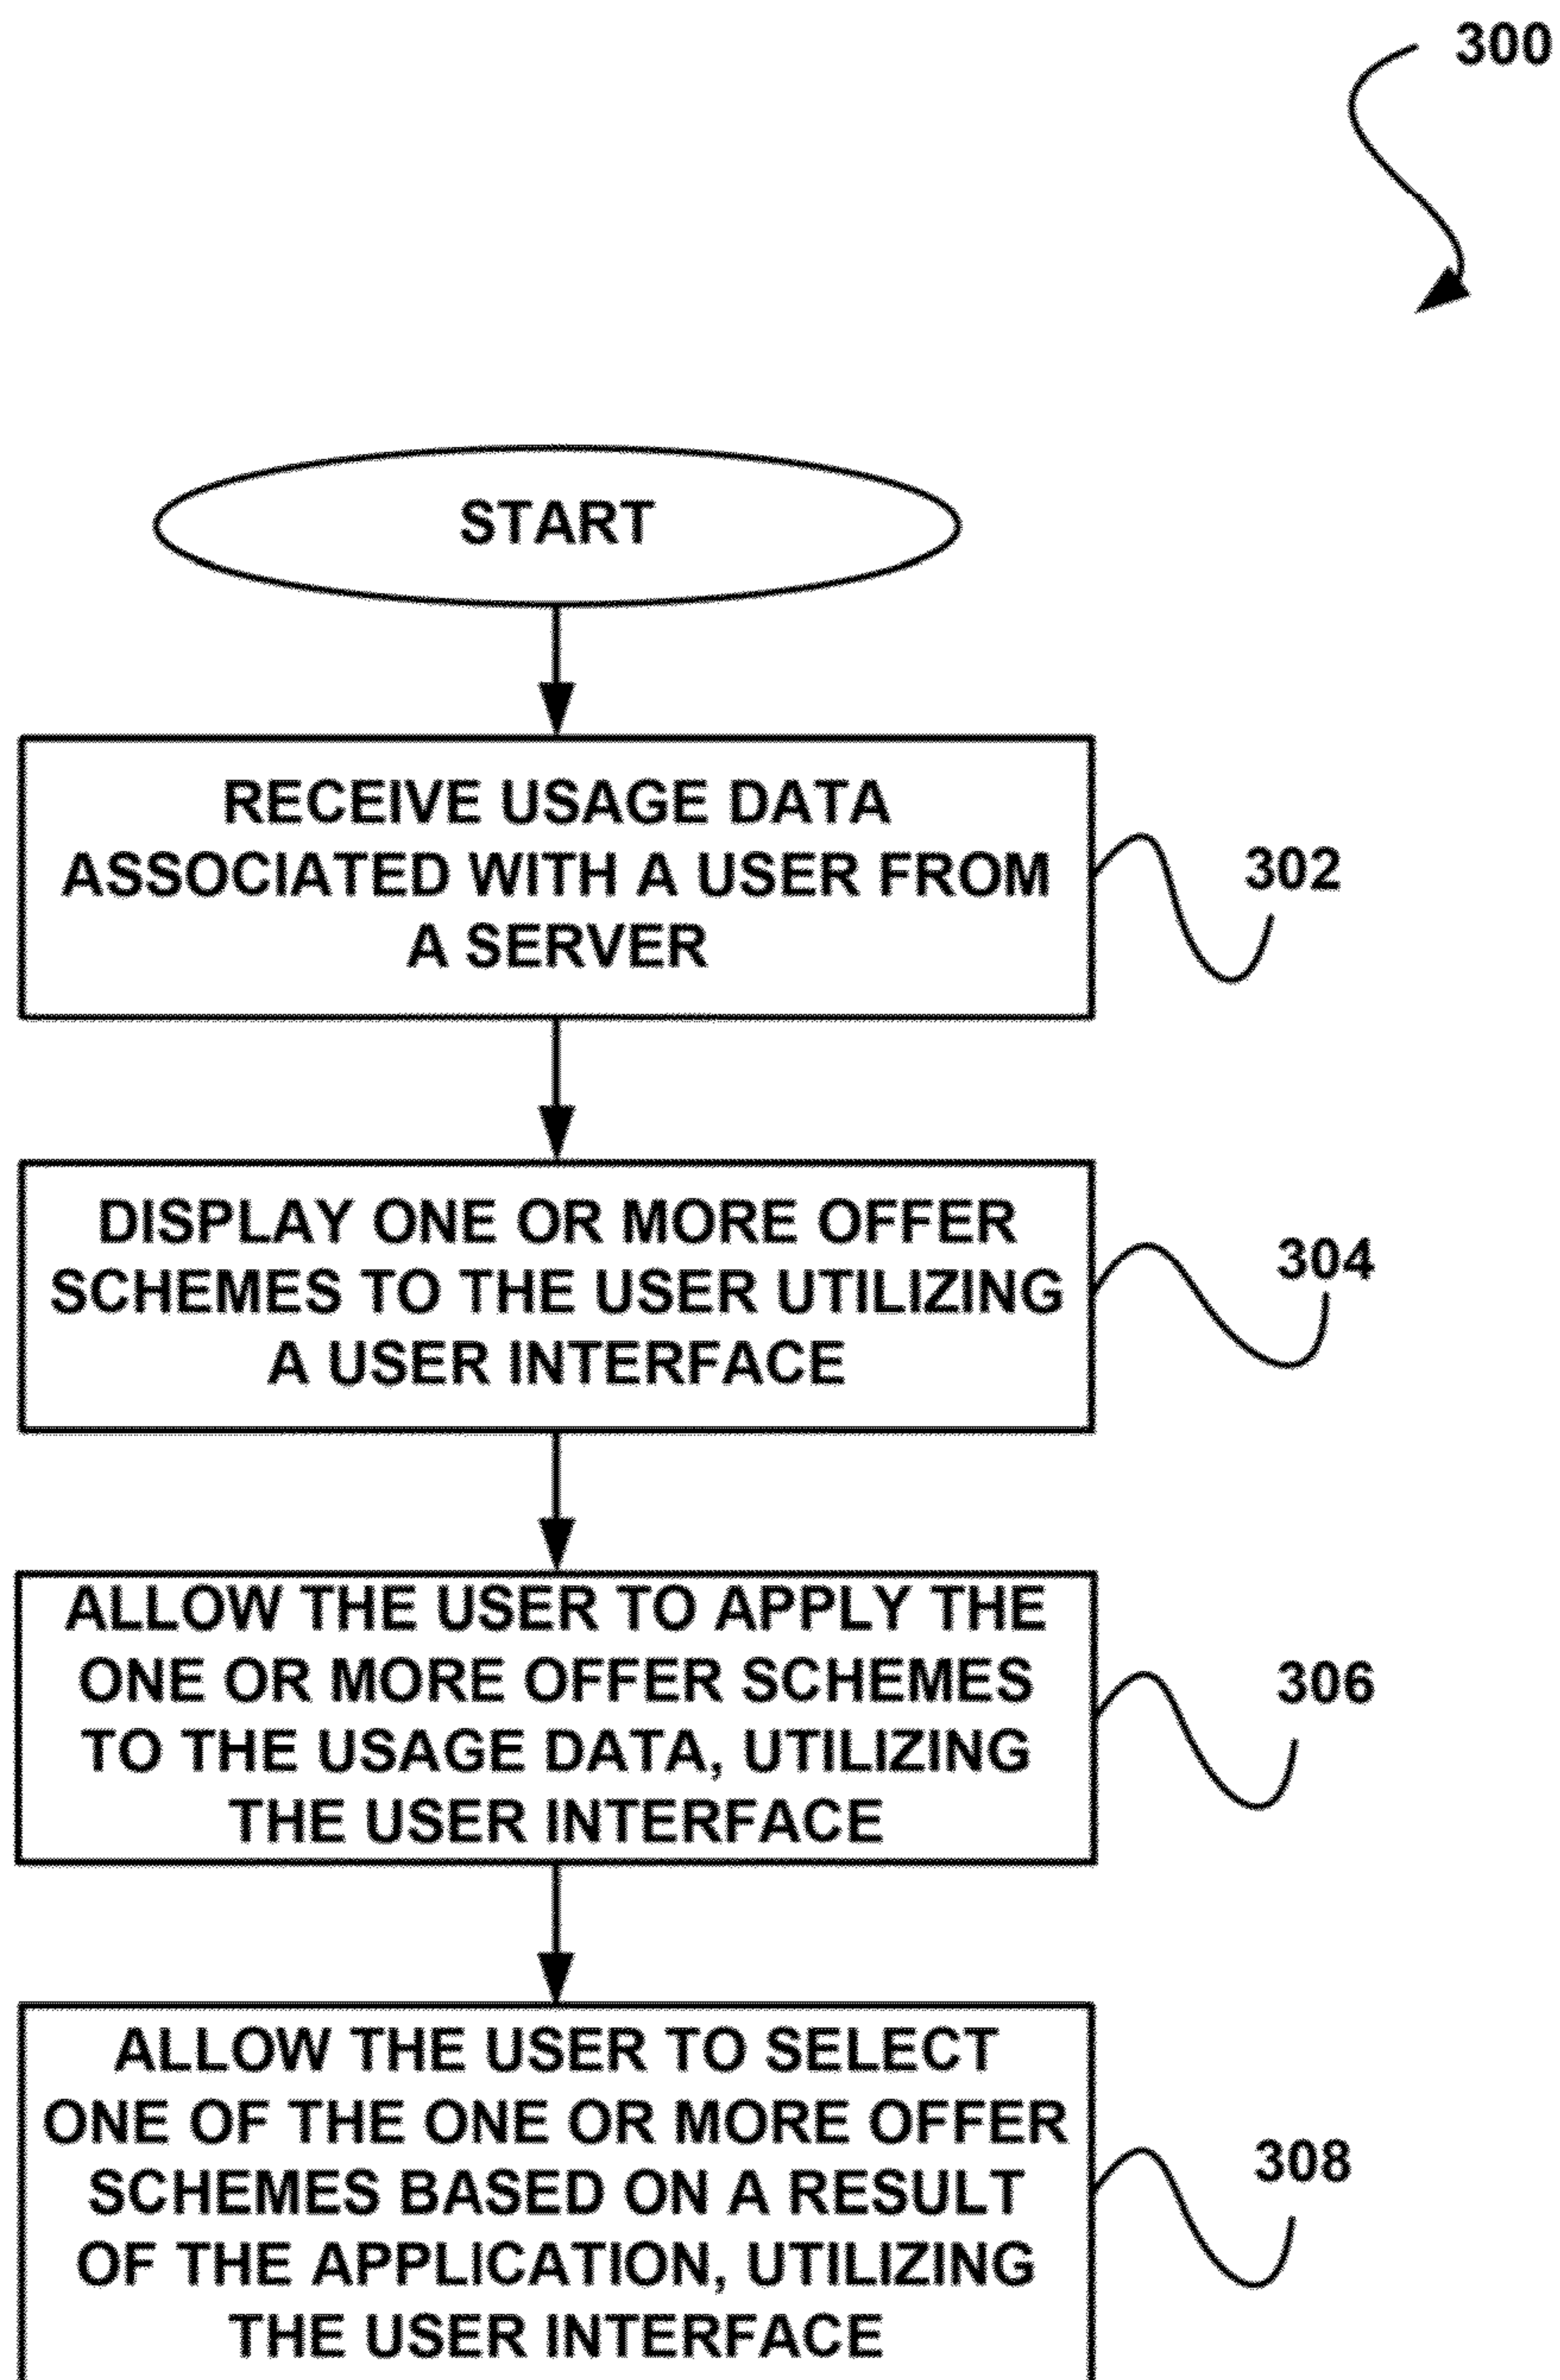 300
START
RECEIVE USAGE DATA
ASSOCIATED WITH A USER FROM
A SERVER
302
DISPLAY ONE OR MORE OFFER
SCHEMES TO THE USER UTILIZING
A USER INTERFACE
304
ALLOW THE USER TO APPLY THE
ONE OR MORE OFFER SCHEMES
TO THE USAGE DATA, UTILIZING
THE USER INTERFACE
306
ALLOW THE USER TO SELECT
ONE OF THE ONE OR MORE OFFER
SCHEMES BASED ON A RESULT
OF THE APPLICATION, UTILIZING
THE USER INTERFACE
308